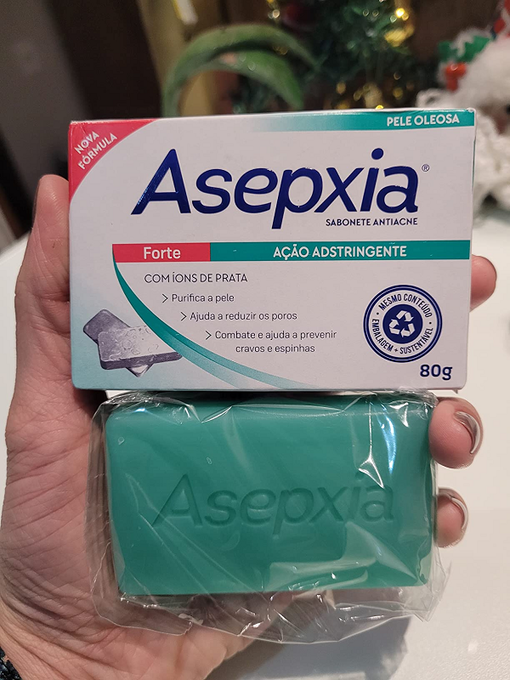 PELE OLEOSA
NOVA
FÓRMULA
Asepxia®
SABONETE ANTIACNE
Forte
AÇÃO ADSTRINGENTE
COM ÍONS DE PRATA
> Purifica a pele
> Ajuda a reduzir os poros
> Combate e ajuda a prevenir
cravos e espinhas
MESMO CONTEÚDO
EMBALAGEM + SUSTENTÁVEL
80g
Asepxia